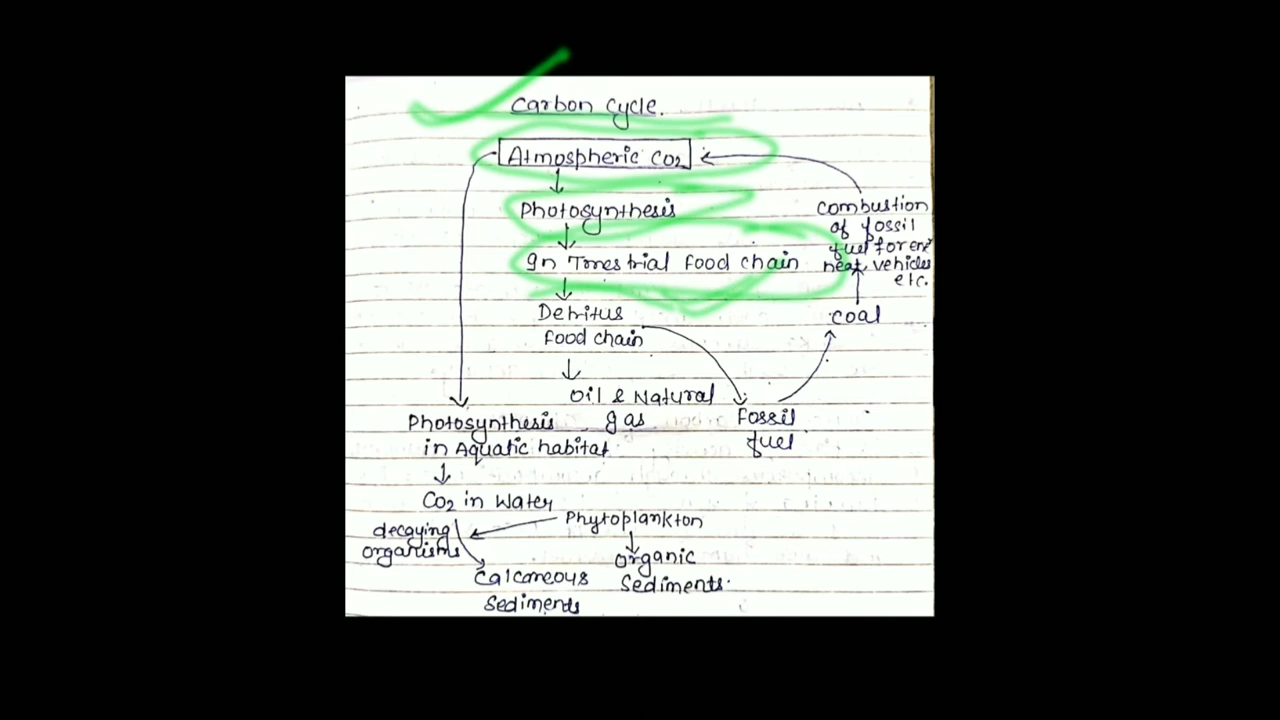 Carbon Cycle.
Atmospheric CO2
Photosynthesis
In Terrestrial food chain
Detritus
food chain
Oil & Natural
gas
fossil
fuel
coal
combustion
of fossil
fuel for
heat, vehicles
etc.
Photosynthesis
in Aquatic habitat
CO2 in Water
decaying
organisms
Phytoplankton
Calcareous
Sediments
Organic
Sediments.